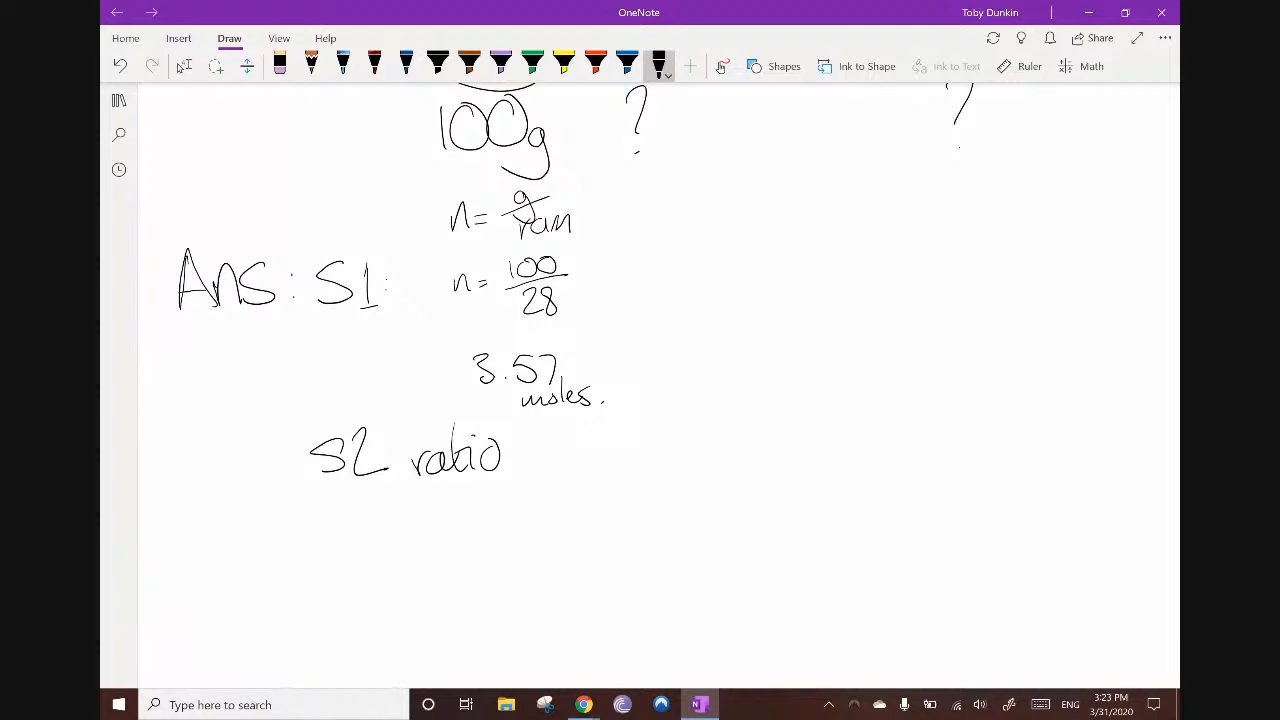 OneNote
Toby Dunkin
Home Insert Draw View Help
Share
Shapes Ink to Shape Ink to Text Ruler Math
100g ? ?
n= g/ram
Ans: S1: n= 100/28
3.57
moles.
S2 ratio
Type here to search
ENG
3:23 PM
3/31/2020